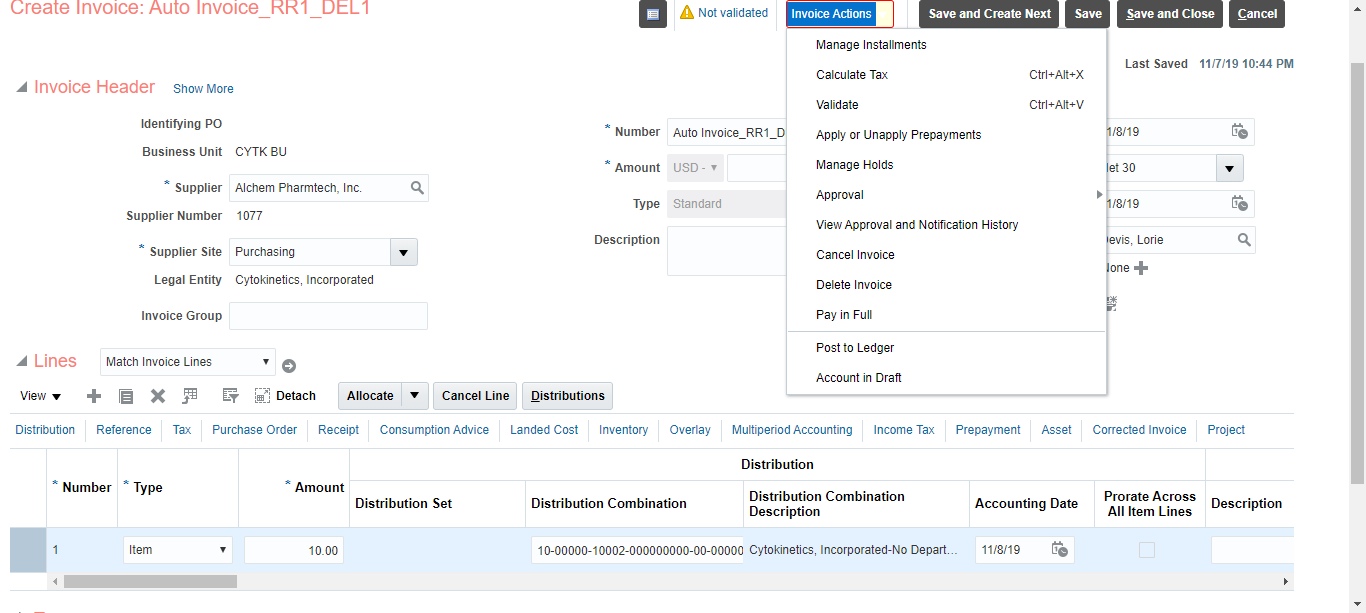 Create Invoice: Auto Invoice_RR1_DEL1
Not validated
Invoice Actions
Save and Create Next
Save
Save and Close
Cancel
Manage Installments
Calculate Tax Ctrl+Alt+X
Validate Ctrl+Alt+V
Apply or Unapply Prepayments
Manage Holds
Approval
View Approval and Notification History
Cancel Invoice
Delete Invoice
Pay in Full
Post to Ledger
Account in Draft
Last Saved 11/7/19 10:44 PM
Invoice Header Show More
Identifying PO
Business Unit CYTK BU
* Supplier Alchem Pharmtech, Inc.
Supplier Number 1077
* Supplier Site Purchasing
Legal Entity Cytokinetics, Incorporated
Invoice Group
* Number Auto Invoice_RR1_D
* Amount USD -
Type Standard
Description
1/8/19
let 30
1/8/19
Devis, Lorie
None
Lines Match Invoice Lines
View Detach Allocate Cancel Line Distributions
Distribution Reference Tax Purchase Order Receipt Consumption Advice Landed Cost Inventory Overlay Multiperiod Accounting Income Tax Prepayment Asset Corrected Invoice Project
Distribution
* Number * Type * Amount Distribution Set Distribution Combination Distribution Combination Description Accounting Date Prorate Across All Item Lines Description
1 Item 10.00 10-00000-10002-000000000-00-00000 Cytokinetics, Incorporated-No Depart... 11/8/19